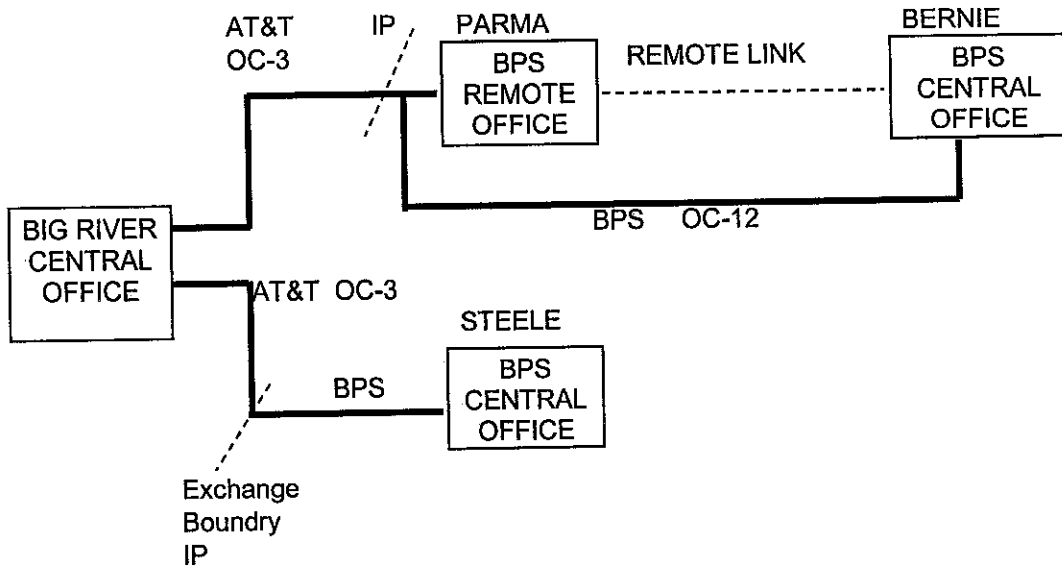 AT&T
OC-3
IP
PARMA
BPS
REMOTE
OFFICE
REMOTE LINK
BERNIE
BPS
CENTRAL
OFFICE
BPS OC-12
BIG RIVER
CENTRAL
OFFICE
AT&T OC-3
STEELE
BPS
BPS
CENTRAL
OFFICE
Exchange
Boundry
IP